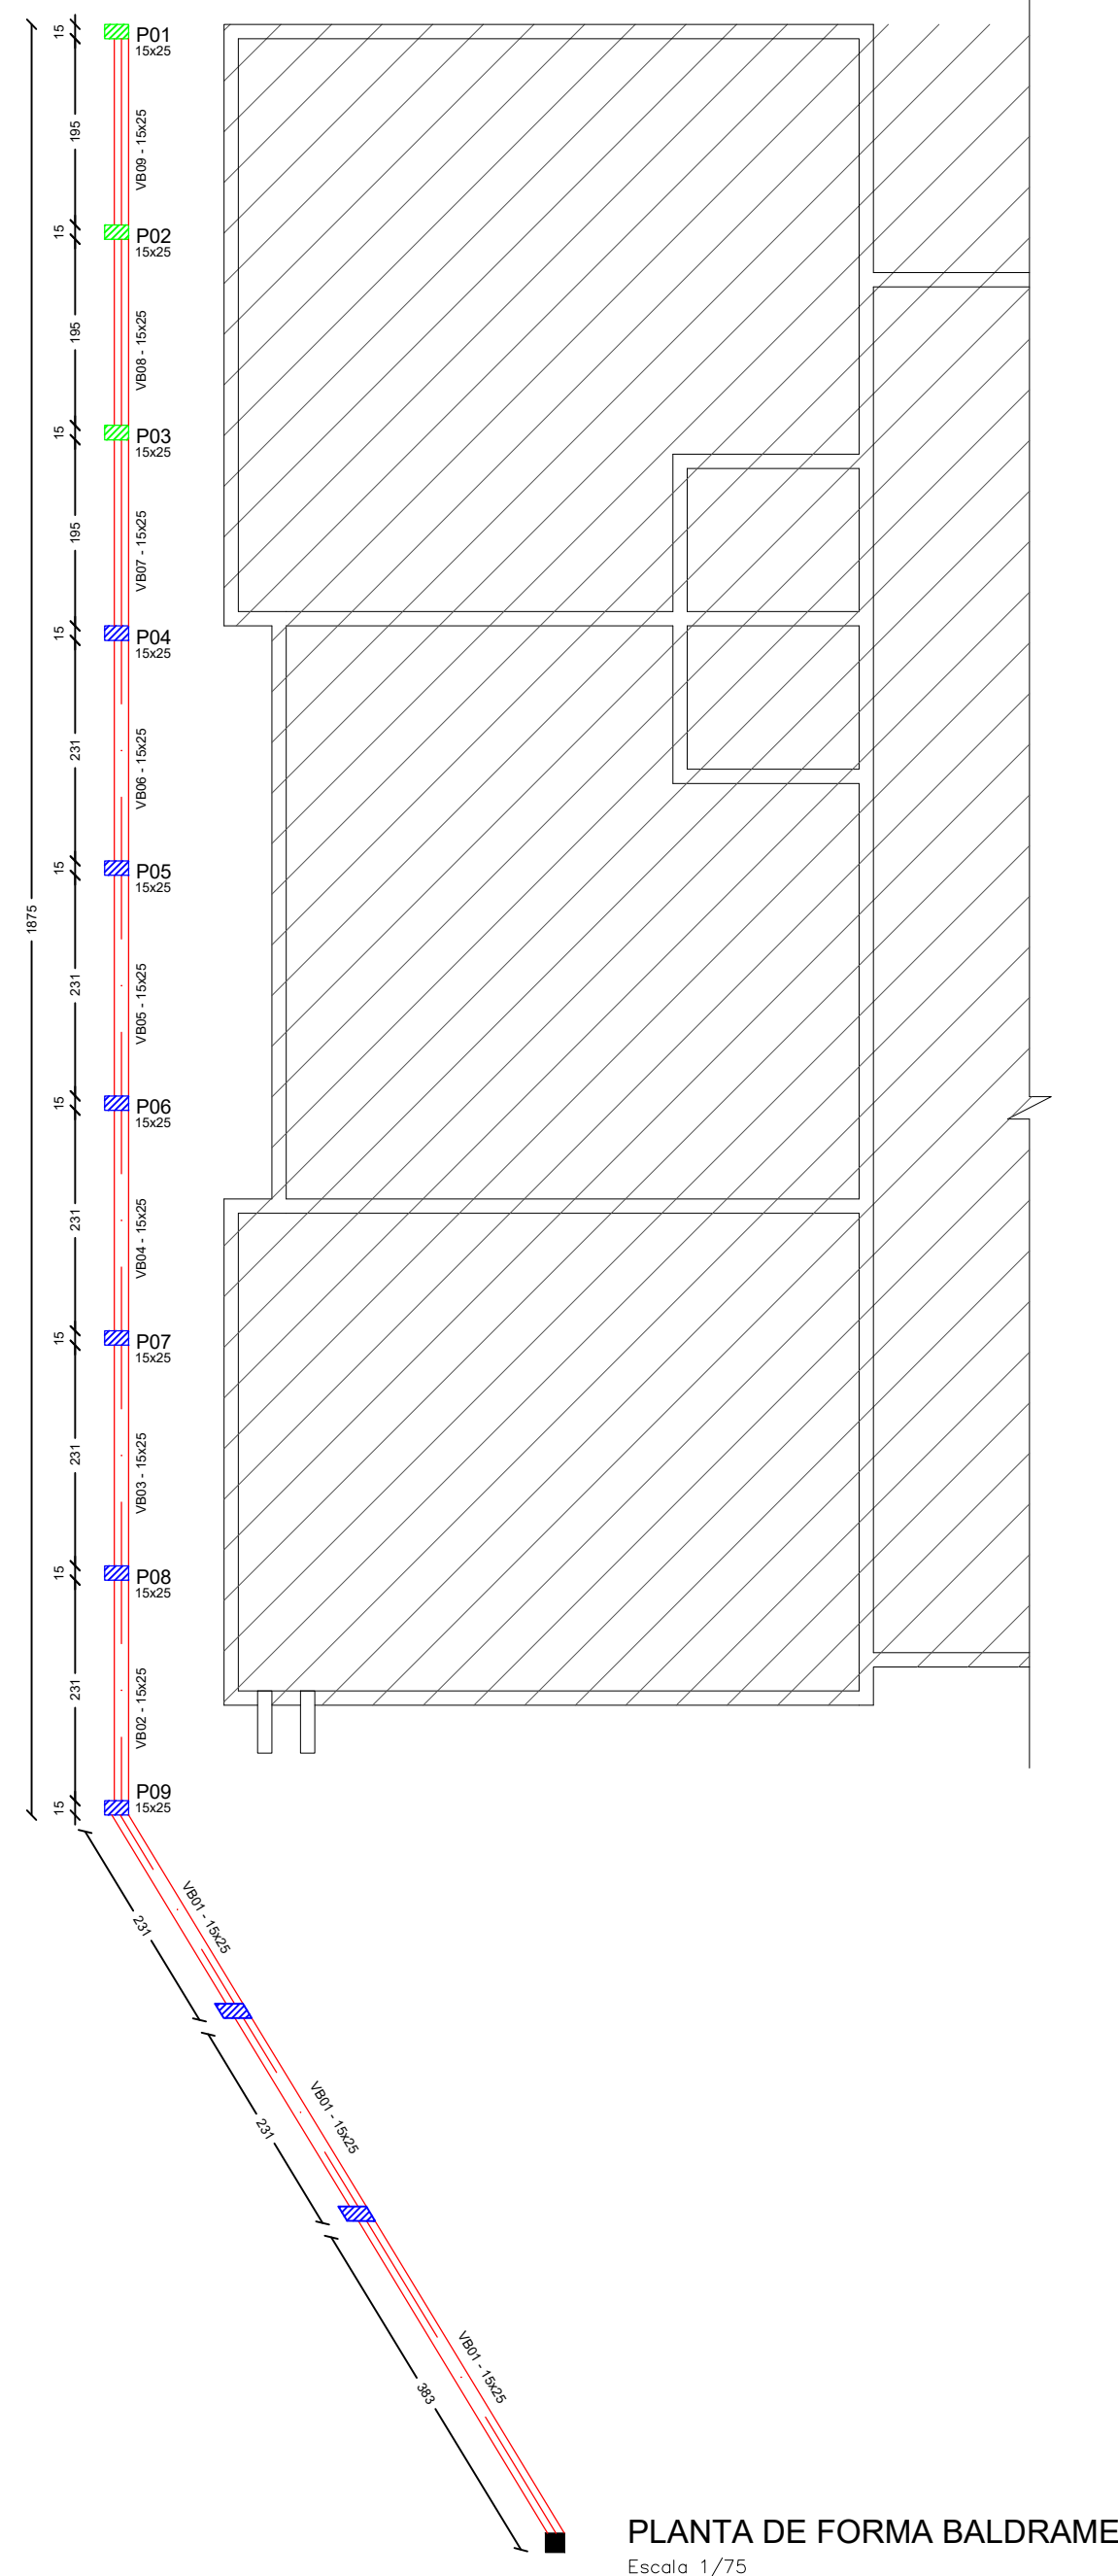 15
P01
15x25
195
VB09 - 15x25
15
P02
15x25
195
VB08 - 15x25
15
P03
15x25
195
VB07 - 15x25
15
P04
15x25
231
VB06 - 15x25
15
P05
15x25
1875
231
VB05 - 15x25
15
P06
15x25
231
VB04 - 15x25
15
P07
15x25
231
VB03 - 15x25
15
P08
15x25
231
VB02 - 15x25
15
P09
15x25
231
VB01 - 15x25
231
VB01 - 15x25
383
VB01 - 15x25
PLANTA DE FORMA BALDRAME
Escala 1/75